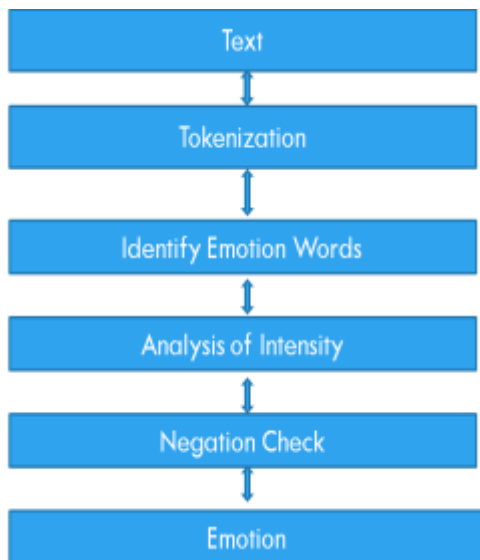 Text
Tokenization
Identify Emotion Words
Analysis of Intensity
Negation Check
Emotion